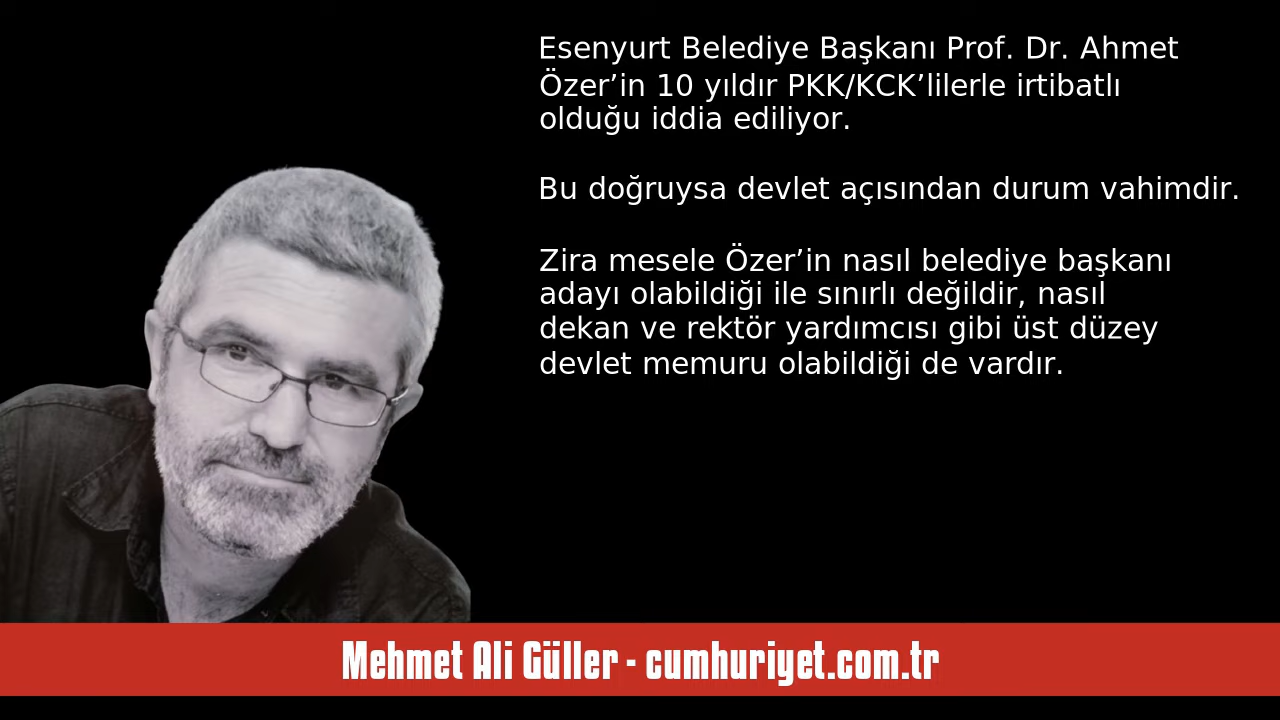 Esenyurt Belediye Başkanı Prof. Dr. Ahmet
Özer’in 10 yıldır PKK/KCK’lilerle irtibatlı
olduğu iddia ediliyor.
Bu doğruysa devlet açısından durum vahimdir.
Zira mesele Özer’in nasıl belediye başkanı
adayı olabildiği ile sınırlı değildir, nasıl
dekan ve rektör yardımcısı gibi üst düzey
devlet memuru olabildiği de vardır.
Mehmet Ali Güller - cumhuriyet.com.tr